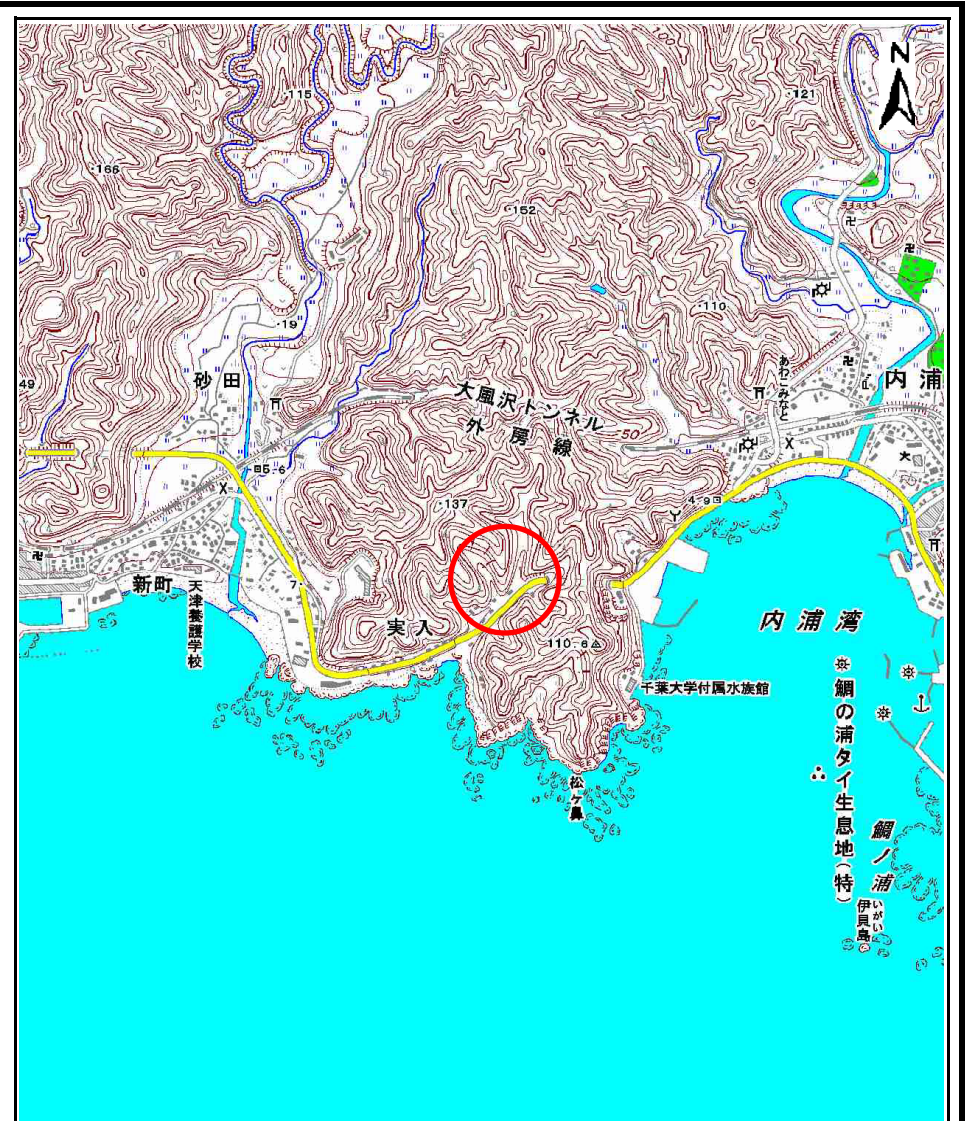 N
115
121
166
152
19
110
49
砂田
大風沢トンネル
外房線
50
あわこみなと
内浦
5.6
137
4.9
7
新町
天津養護学校
実入
110.6
内浦湾
千葉大学付属水族館
鯛の浦タイ生息地(特)
松ヶ鼻
鯛ノ浦
伊貝島
いがい